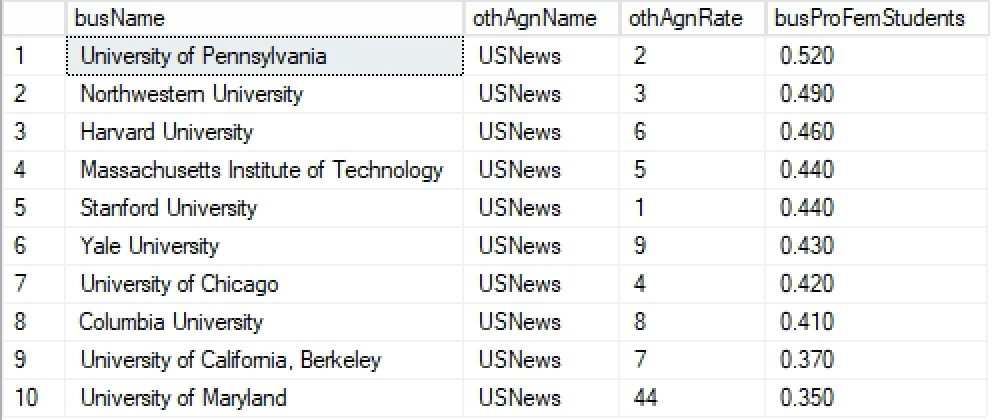 busName othAgnName othAgnRate busProFemStudents
1 University of Pennsylvania USNews 2 0.520
2 Northwestern University USNews 3 0.490
3 Harvard University USNews 6 0.460
4 Massachusetts Institute of Technology USNews 5 0.440
5 Stanford University USNews 1 0.440
6 Yale University USNews 9 0.430
7 University of Chicago USNews 4 0.420
8 Columbia University USNews 8 0.410
9 University of California, Berkeley USNews 7 0.370
10 University of Maryland USNews 44 0.350